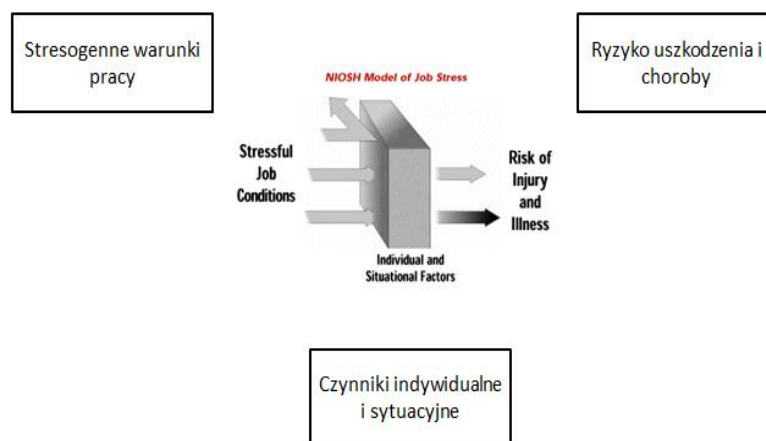 Stresogenne warunki
pracy
Ryzyko uszkodzenia i
choroby
NIOSH Model of Job Stress
Stressful
Job
Conditions
Risk of
Injury
and
Illness
Individual and
Situational Factors
Czynniki indywidualne
i sytuacyjne